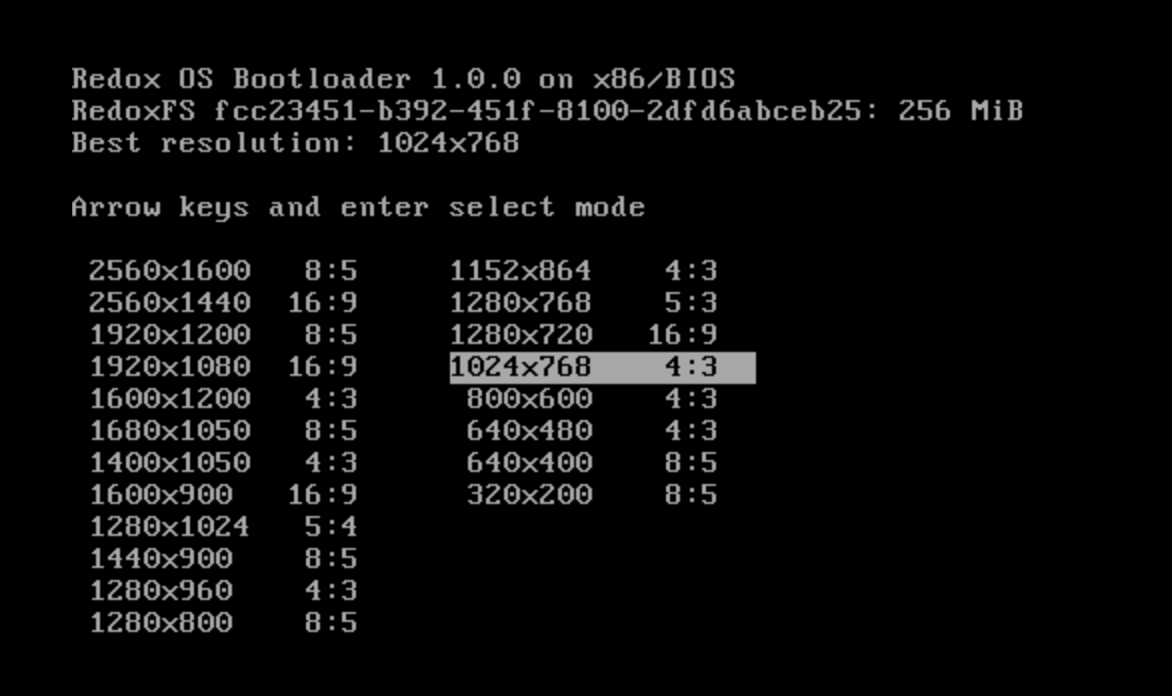 Redox OS Bootloader 1.0.0 on x86/BIOS
RedoxFS fcc23451-b392-451f-8100-2dfd6abceb25: 256 MiB
Best resolution: 1024x768
Arrow keys and enter select mode
2560x1600 8:5 1152x864 4:3
2560x1440 16:9 1280x768 5:3
1920x1200 8:5 1280x720 16:9
1920x1080 16:9 1024x768 4:3
1600x1200 4:3 800x600 4:3
1680x1050 8:5 640x480 4:3
1400x1050 4:3 640x400 8:5
1600x900 16:9 320x200 8:5
1280x1024 5:4
1440x900 8:5
1280x960 4:3
1280x800 8:5